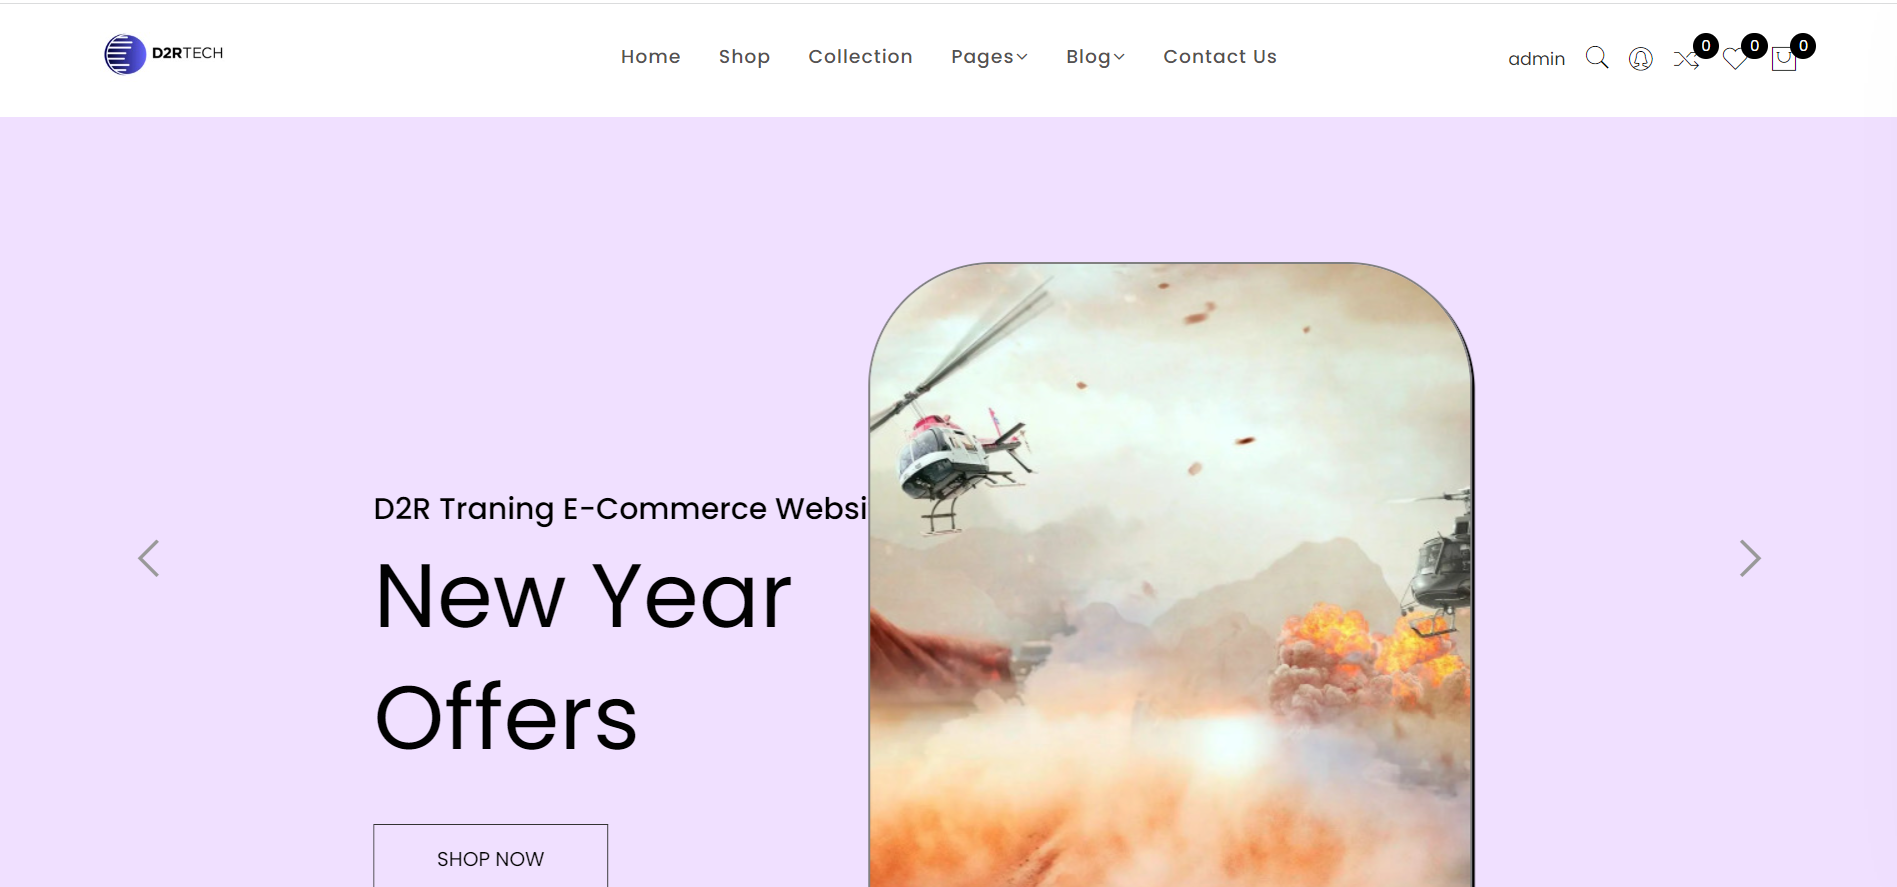 D2RTECH
Home Shop Collection Pages Blog Contact Us
admin 0 0 0
D2R Traning E-Commerce Websi
New Year
Offers
SHOP NOW